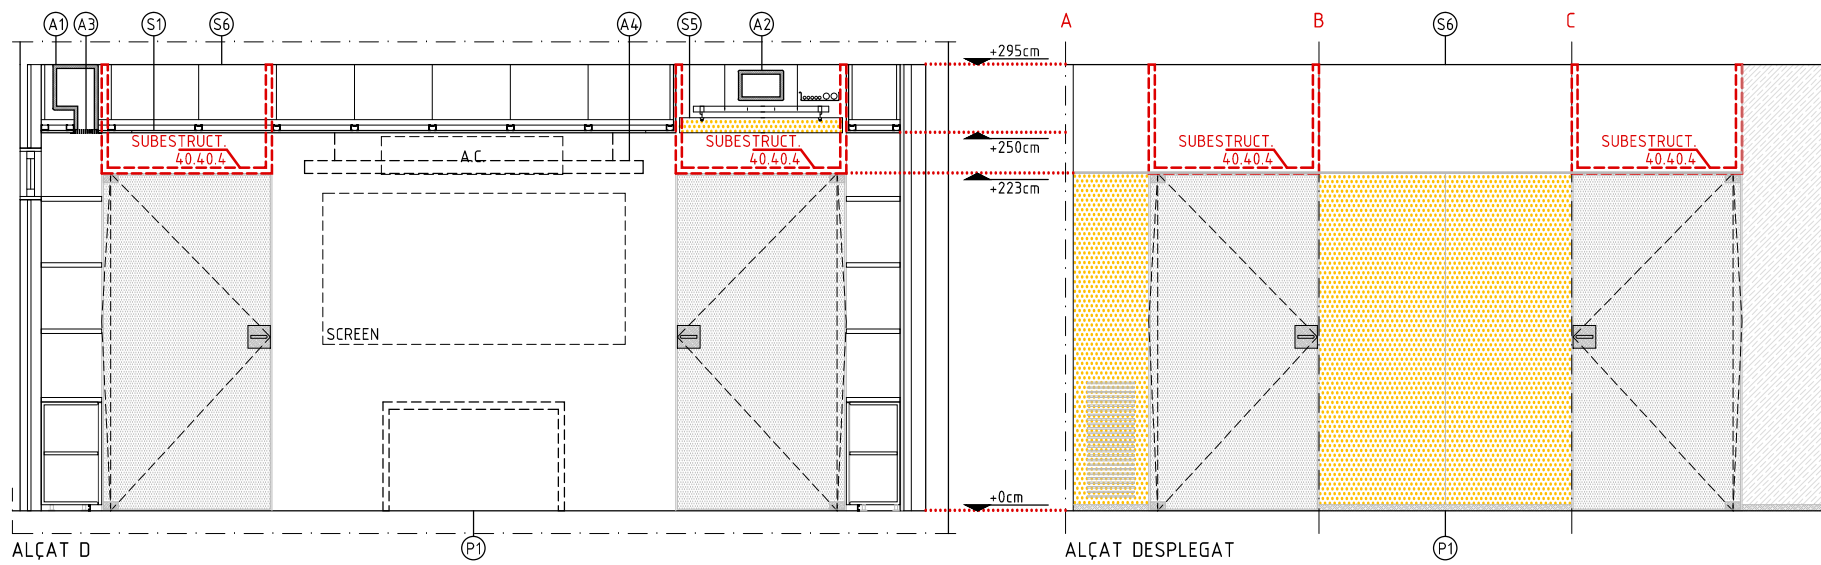 A1 A3 S1 S6 A4 S5 A2 A B S6 C
+295cm
SUBESTRUCT.
40.40.4
A.C.
SUBESTRUCT.
40.40.4
+250cm
SUBESTRUCT.
40.40.4
SUBESTRUCT.
40.40.4
+223cm
SCREEN
+0cm
P1
P1
ALÇAT D
ALÇAT DESPLEGAT